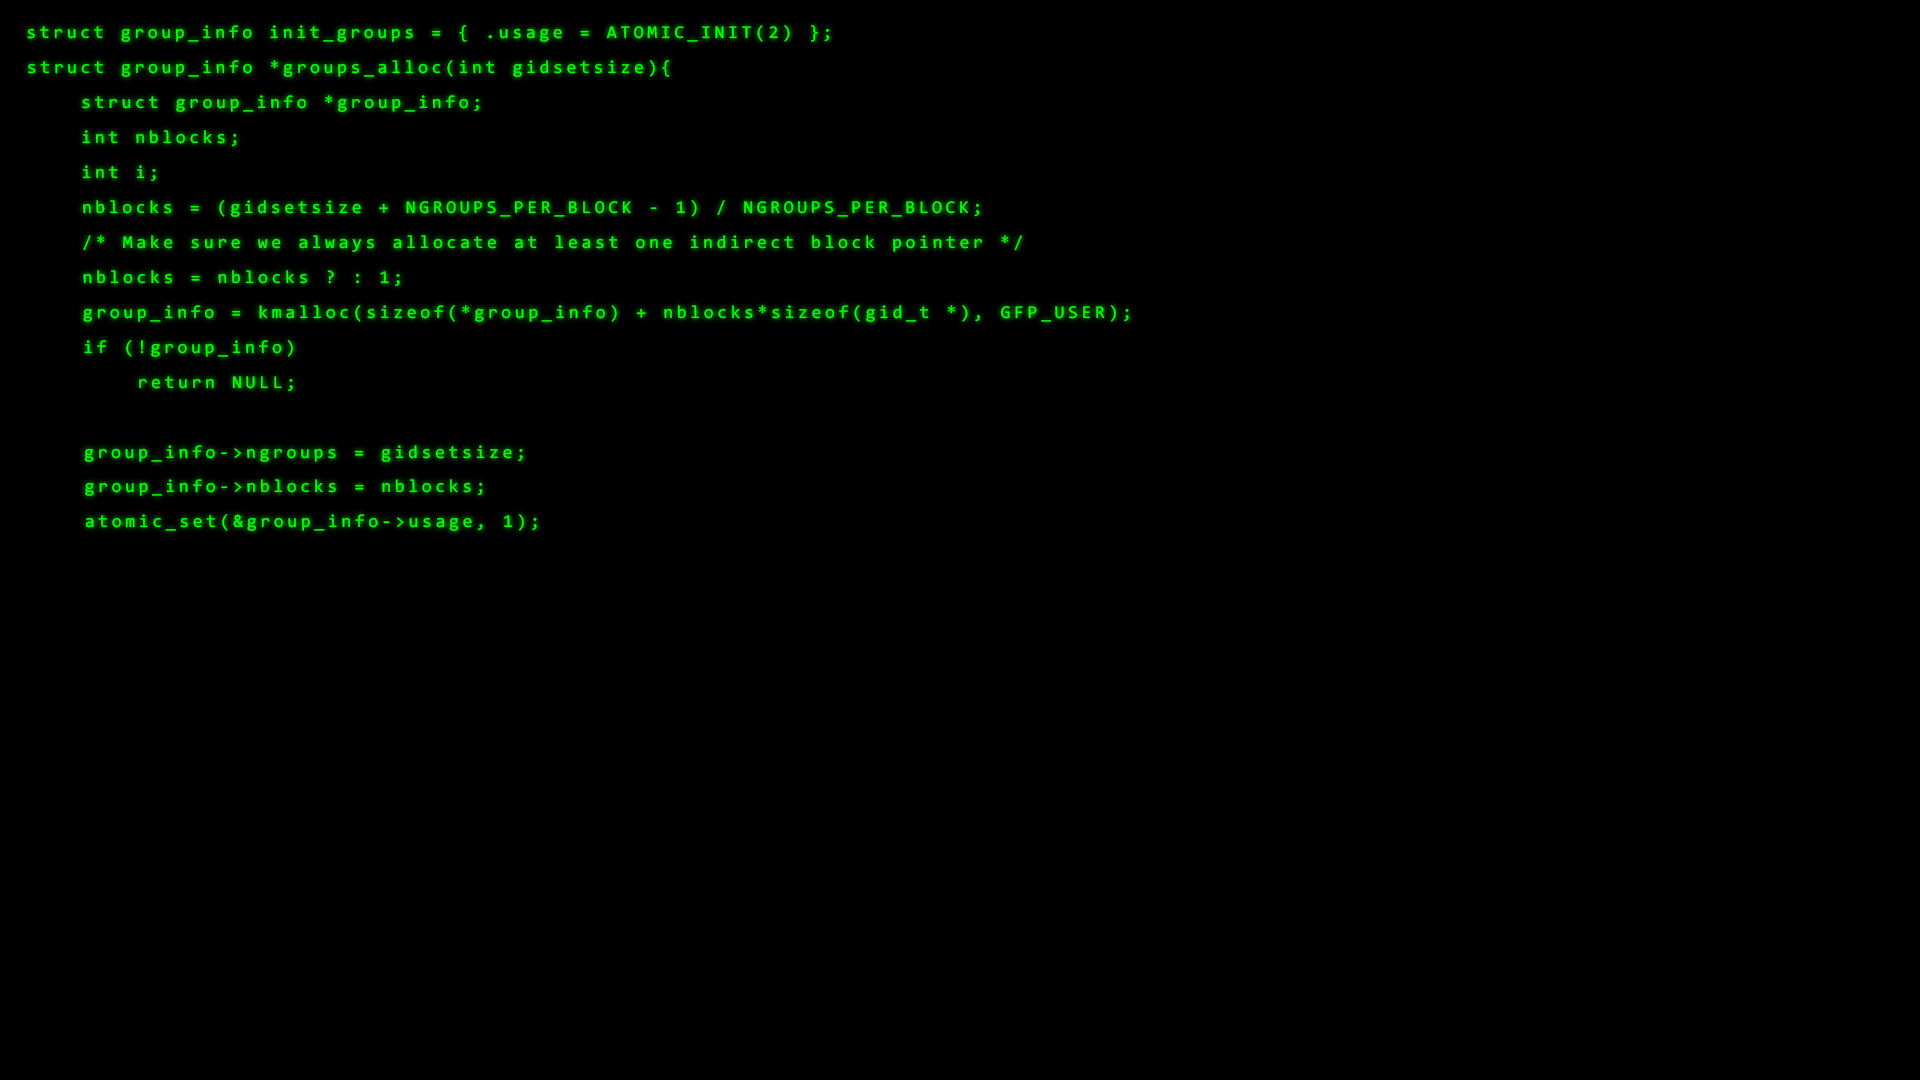 struct group_info init_groups = { .usage = ATOMIC_INIT(2) };
struct group_info *groups_alloc(int gidsetsize){
    struct group_info *group_info;
    int nblocks;
    int i;
    nblocks = (gidsetsize + NGROUPS_PER_BLOCK - 1) / NGROUPS_PER_BLOCK;
    /* Make sure we always allocate at least one indirect block pointer */
    nblocks = nblocks ? : 1;
    group_info = kmalloc(sizeof(*group_info) + nblocks*sizeof(gid_t *), GFP_USER);
    if (!group_info)
        return NULL;

    group_info->ngroups = gidsetsize;
    group_info->nblocks = nblocks;
    atomic_set(&group_info->usage, 1);